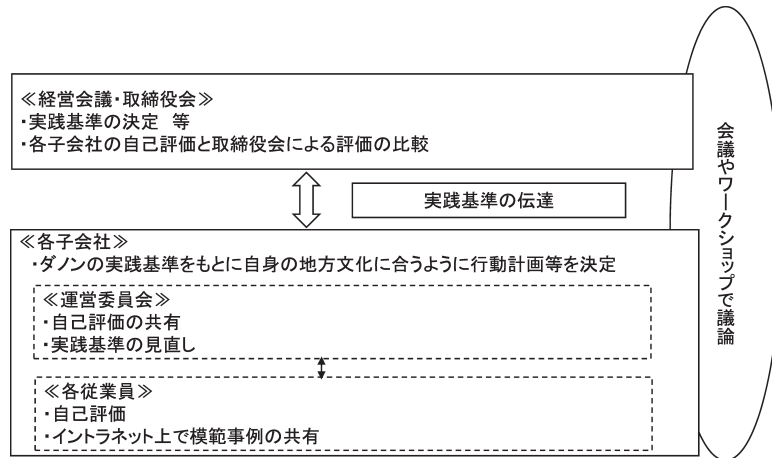 ≪経営会議・取締役会≫
・実践基準の決定　等
・各子会社の自己評価と取締役会による評価の比較
実践基準の伝達
≪各子会社≫
・ダノンの実践基準をもとに自身の地方文化に合うように行動計画等を決定
≪運営委員会≫
・自己評価の共有
・実践基準の見直し
≪各従業員≫
・自己評価
・イントラネット上で模範事例の共有
会議やワークショップで議論